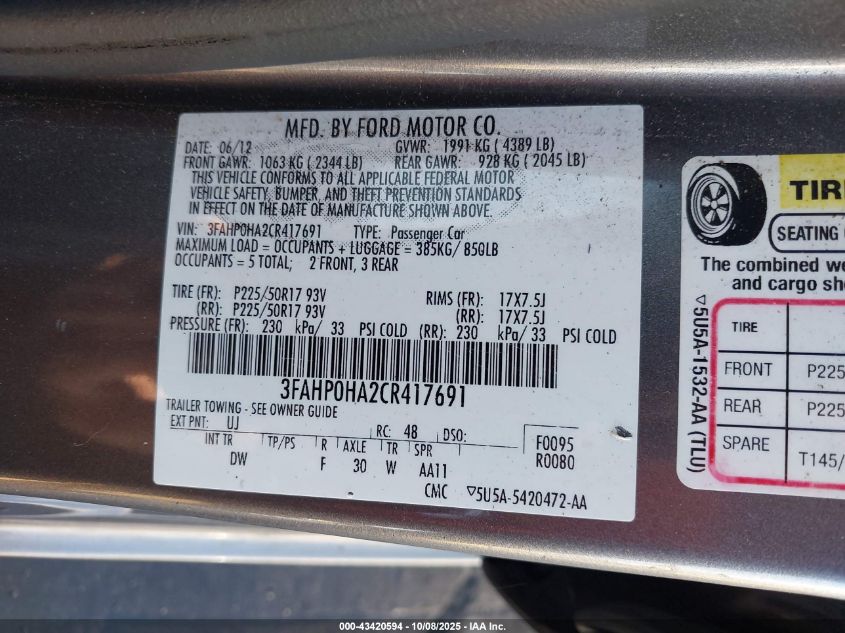 MFD. BY FORD MOTOR CO.
DATE: 06/12 GVWR: 1991 KG ( 4389 LB)
FRONT GAWR: 1063 KG ( 2344 LB) REAR GAWR: 928 KG ( 2045 LB)
THIS VEHICLE CONFORMS TO ALL APPLICABLE FEDERAL MOTOR
VEHICLE SAFETY, BUMPER, AND THEFT PREVENTION STANDARDS
IN EFFECT ON THE DATE OF MANUFACTURE SHOWN ABOVE.
VIN: 3FAHP0HA2CR417691 TYPE: Passenger Car
MAXIMUM LOAD = OCCUPANTS + LUGGAGE = 385KG/ 850LB
OCCUPANTS = 5 TOTAL; 2 FRONT, 3 REAR
TIRE (FR): P225/50R17 93V RIMS (FR): 17X7.5J
(RR): P225/50R17 93V (RR): 17X7.5J
PRESSURE (FR): 230 kPa/ 33 PSI COLD (RR): 230 kPa/ 33 PSI COLD
3FAHP0HA2CR417691
TRAILER TOWING - SEE OWNER GUIDE
EXT PNT: UJ RC: 48 DSO: F0095
INT TR TP/PS R AXLE TR SPR R0080
DW F 30 W AA11
CMC ▽5U5A-5420472-AA
TIR
SEATING
The combined we
and cargo sh
▽5U5A-1532-AA (TLU)
TIRE
FRONT P225
REAR P225
SPARE T145/
000-43420594 - 10/08/2025 - IAA Inc.